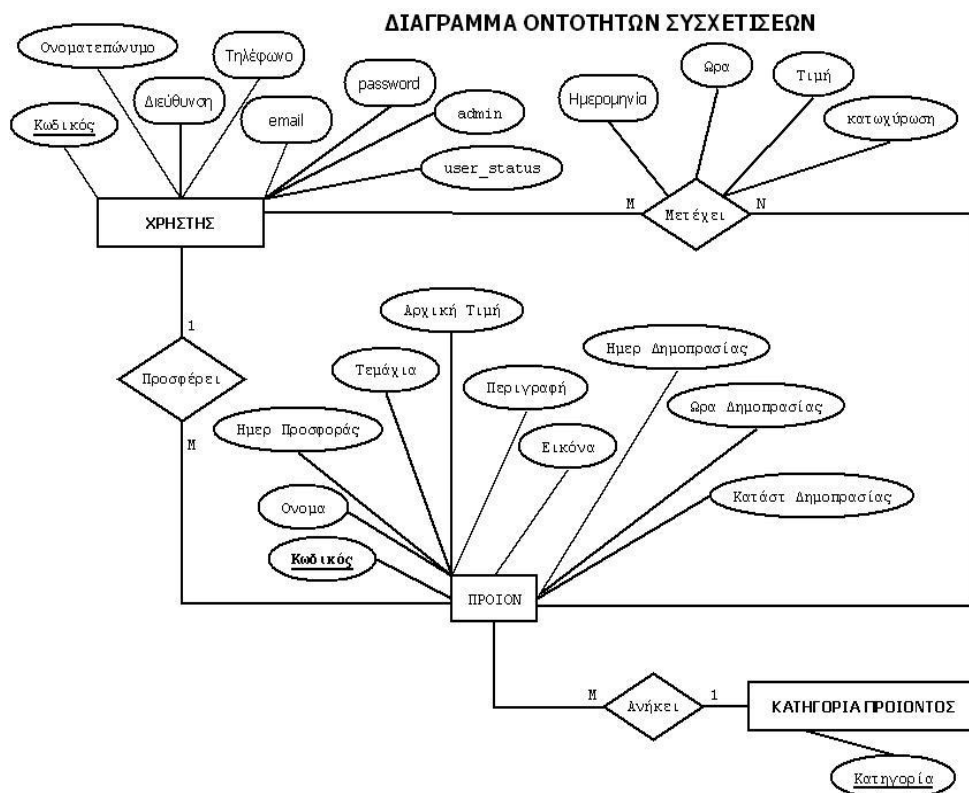 ΔΙΑΓΡΑΜΜΑ ΟΝΤΟΤΗΤΩΝ ΣΥΣΧΕΤΙΣΕΩΝ
Ονοματεπώνυμο
Τηλέφωνο
Διεύθυνση
Κωδικός
email
password
admin
user_status
Ημερομηνία
Ωρα
Τιμή
κατωχύρωση
ΧΡΗΣΤΗΣ
M
Μετέχει
N
1
Προσφέρει
M
Αρχική Τιμή
Τεμάχια
Ημερ Προσφοράς
Ονομα
Κωδικός
Περιγραφή
Εικόνα
Ημερ Δημοπρασίας
Ωρα Δημοπρασίας
Κατάστ Δημοπρασίας
ΠΡΟΙΟΝ
M
Ανήκει
1
ΚΑΤΗΓΟΡΙΑ ΠΡΟΙΟΝΤΟΣ
Κατηγορία